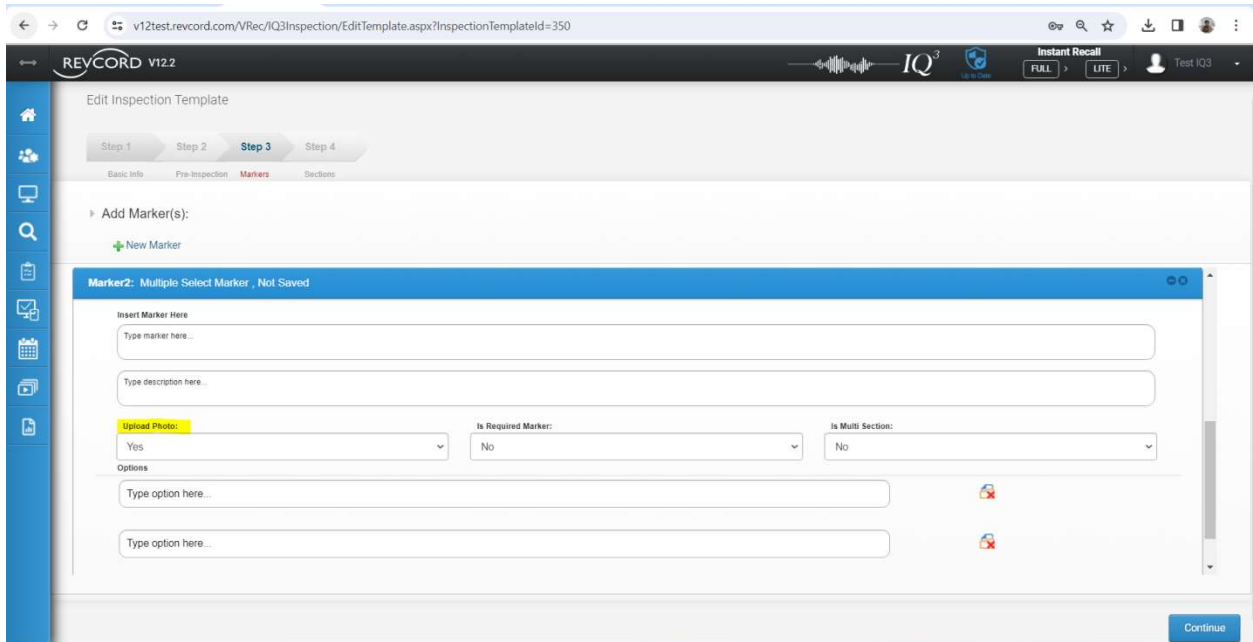 v12test.revcord.com/VRec/IQ3Inspection/EditTemplate.aspx?InspectionTemplateId=350
REVCORD V12.2
IQ3
Up to Date
Instant Recall
FULL > LITE >
Test IQ3
Edit Inspection Template
Step 1 Step 2 Step 3 Step 4
Basic Info Pre-Inspection Markers Sections
Add Marker(s):
New Marker
Marker2: Multiple Select Marker , Not Saved
Insert Marker Here
Type marker here...
Type description here...
Upload Photo: Is Required Marker: Is Multi Section:
Yes No No
Options
Type option here...
Type option here...
Continue